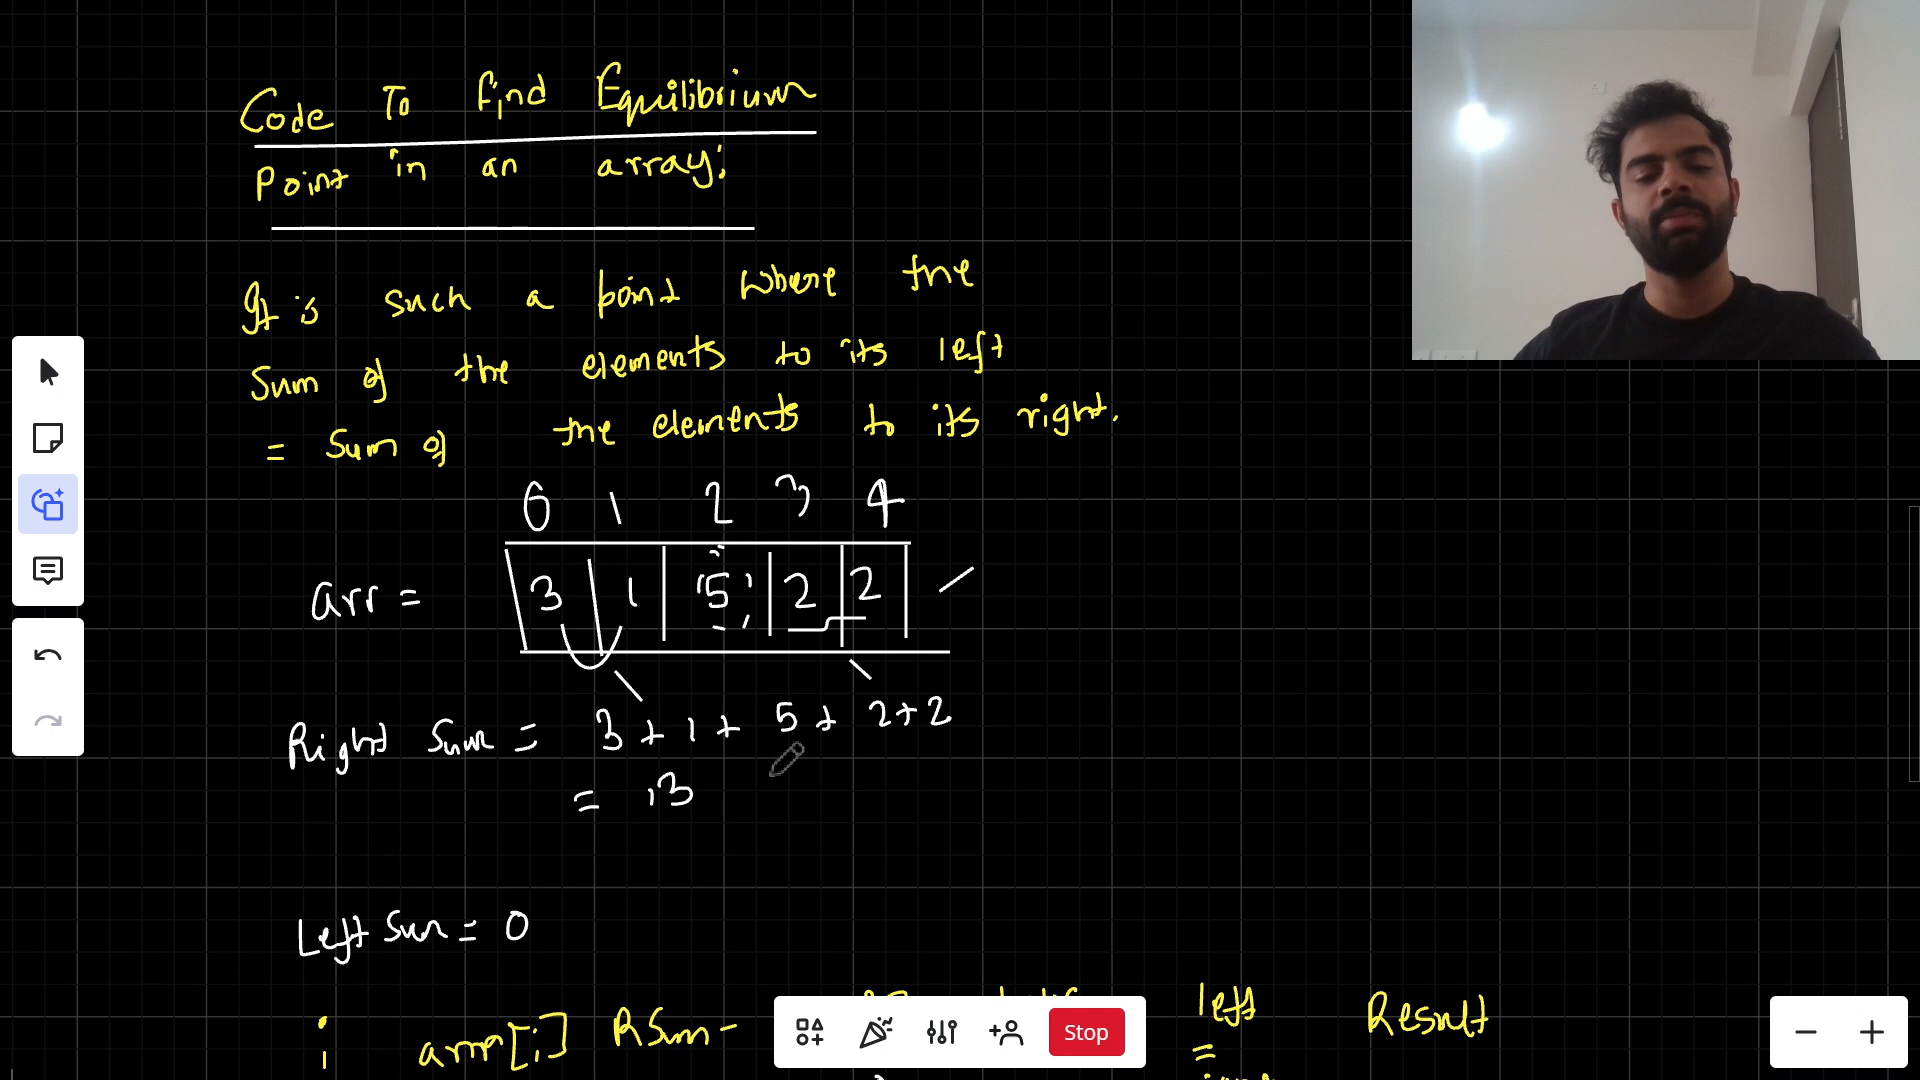 Code To Find Equilibrium
Point in an array:
It is such a point where the
Sum of the elements to its left
= Sum of the elements to its right.
0 1 2 3 4
arr = 3 1 5 2 2
Right Sum = 3 + 1 + 5 + 2 + 2
= 13
Left Sum = 0
left Result
i arr[i] RSum -
=
Stop